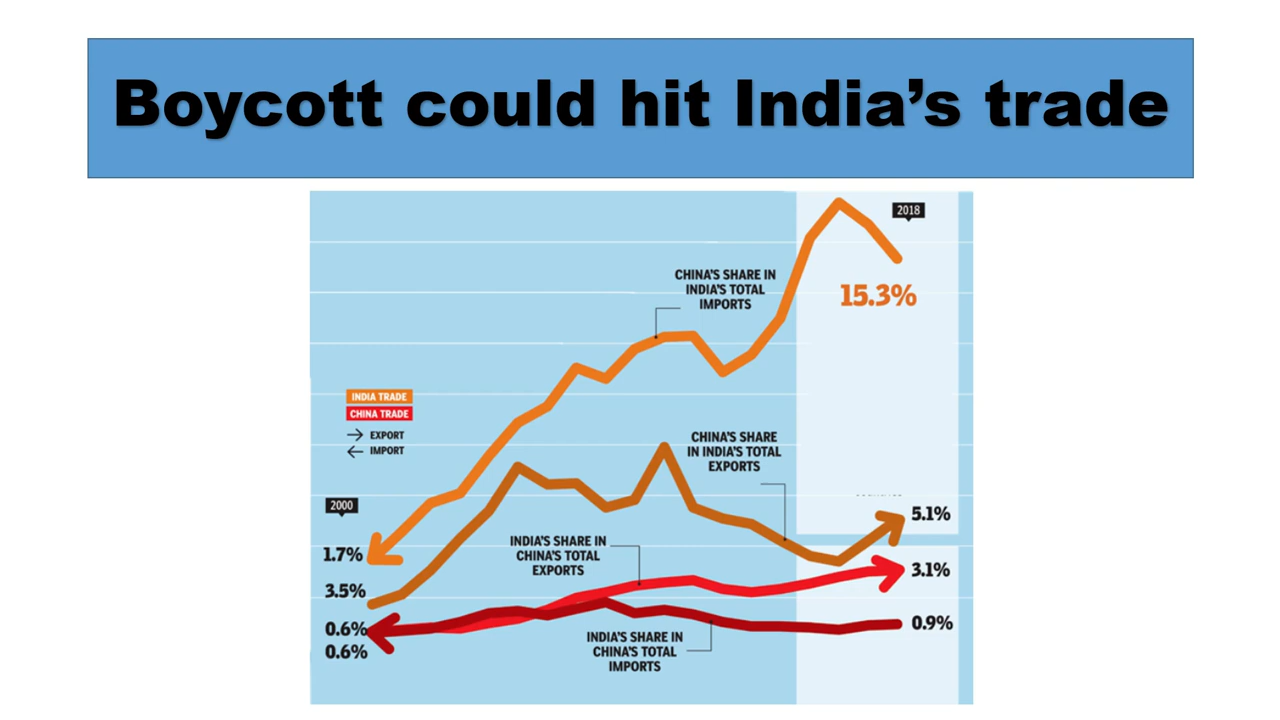 Boycott could hit India’s trade
2018
CHINA'S SHARE IN
INDIA'S TOTAL
IMPORTS
15.3%
INDIA TRADE
CHINA TRADE
EXPORT
IMPORT
CHINA'S SHARE
IN INDIA'S TOTAL
EXPORTS
2000
5.1%
1.7%
INDIA'S SHARE IN
CHINA'S TOTAL
EXPORTS
3.1%
3.5%
0.6%
0.9%
0.6%
INDIA'S SHARE IN
CHINA'S TOTAL
IMPORTS